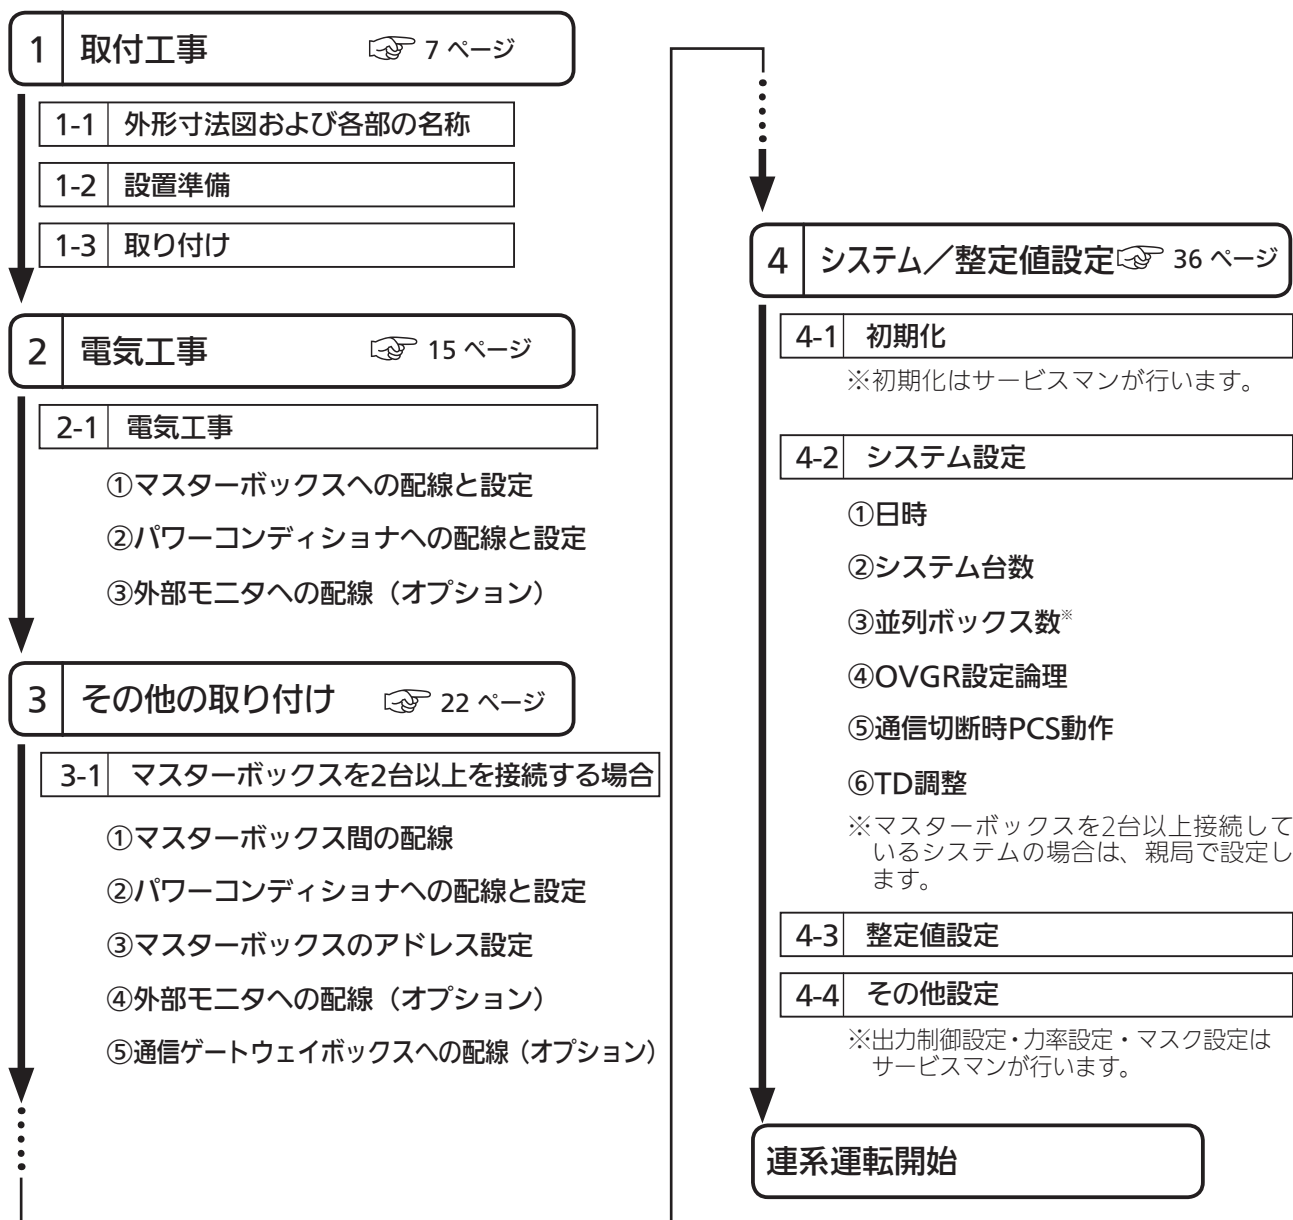 1 取付工事 ☞ 7 ページ
1-1 外形寸法図および各部の名称
1-2 設置準備
1-3 取り付け
2 電気工事 ☞ 15 ページ
2-1 電気工事
①マスターボックスへの配線と設定
②パワーコンディショナへの配線と設定
③外部モニタへの配線（オプション）
3 その他の取り付け ☞ 22 ページ
3-1 マスターボックスを2台以上を接続する場合
①マスターボックス間の配線
②パワーコンディショナへの配線と設定
③マスターボックスのアドレス設定
④外部モニタへの配線（オプション）
⑤通信ゲートウェイボックスへの配線（オプション）
4 システム／整定値設定 ☞ 36 ページ
4-1 初期化
※初期化はサービスマンが行います。
4-2 システム設定
①日時
②システム台数
③並列ボックス数※
④OVGR設定論理
⑤通信切断時PCS動作
⑥TD調整
※マスターボックスを2台以上接続して
いるシステムの場合は、親局で設定し
ます。
4-3 整定値設定
4-4 その他設定
※出力制御設定・力率設定・マスク設定は
サービスマンが行います。
連系運転開始